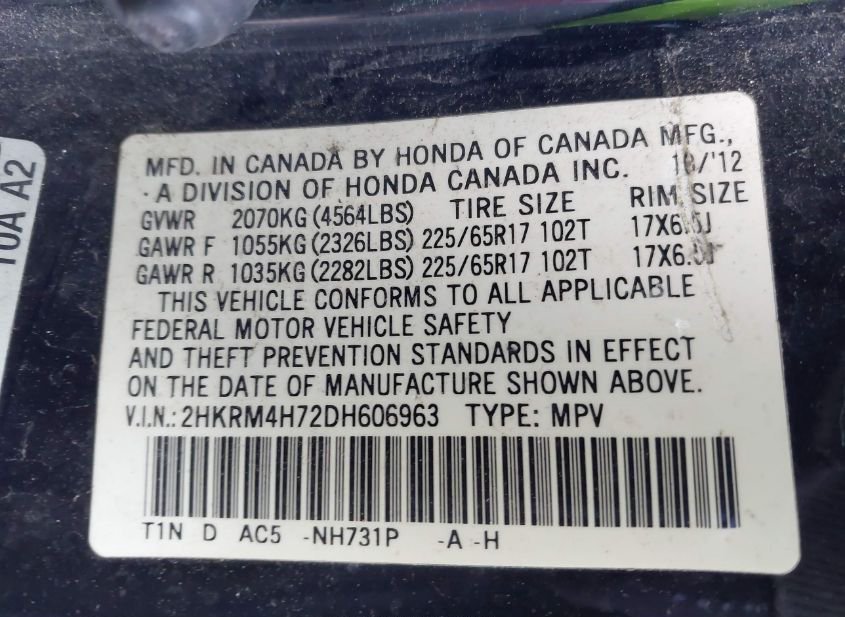 MFD. IN CANADA BY HONDA OF CANADA MFG.,
A DIVISION OF HONDA CANADA INC.
GVWR 2070KG (4564LBS) TIRE SIZE RIM SIZE
GAWR F 1055KG (2326LBS) 225/65R17 102T
GAWR R 1035KG (2282LBS) 225/65R17 102T
THIS VEHICLE CONFORMS TO ALL APPLICABLE
FEDERAL MOTOR VEHICLE SAFETY
AND THEFT PREVENTION STANDARDS IN EFFECT
ON THE DATE OF MANUFACTURE SHOWN ABOVE.
V.I.N.: 2HKRM4H72DH606963 TYPE: MPV
T1N D AC5 -NH731P -A -H
10A A2